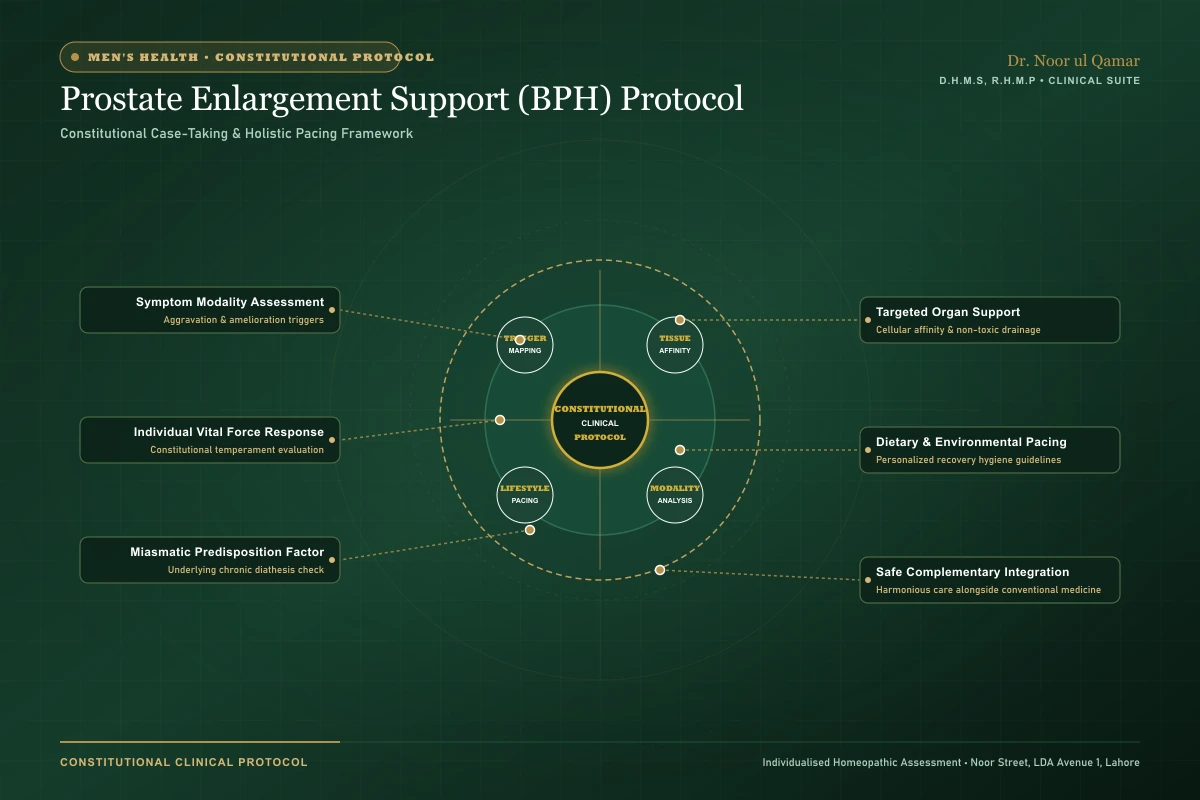 MEN'S HEALTH • CONSTITUTIONAL PROTOCOL
Prostate Enlargement Support (BPH) Protocol
Constitutional Case-Taking & Holistic Pacing Framework
Dr. Noor ul Qamar
D.H.M.S, R.H.M.P • CLINICAL SUITE
Symptom Modality Assessment
Aggravation & amelioration triggers
Individual Vital Force Response
Constitutional temperament evaluation
Miasmatic Predisposition Factor
Underlying chronic diathesis check
TRIGGER
MAPPING
TISSUE
AFFINITY
CONSTITUTIONAL
CLINICAL
PROTOCOL
LIFESTYLE
PACING
MODALITY
ANALYSIS
Targeted Organ Support
Cellular affinity & non-toxic drainage
Dietary & Environmental Pacing
Personalized recovery hygiene guidelines
Safe Complementary Integration
Harmonious care alongside conventional medicine
CONSTITUTIONAL CLINICAL PROTOCOL
Individualised Homeopathic Assessment • Noor Street, LDA Avenue 1, Lahore